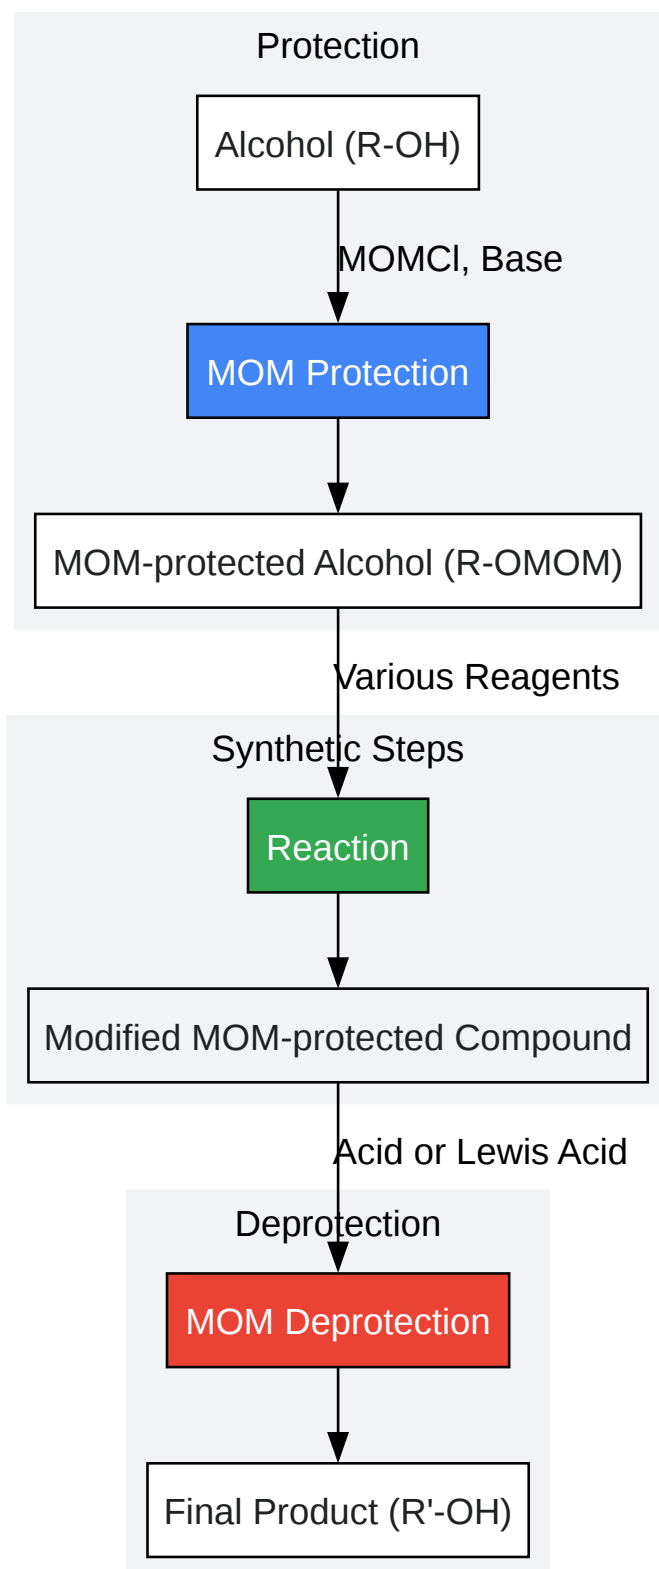 Protection
Alcohol (R-OH)
MOMCl, Base
MOM Protection
MOM-protected Alcohol (R-OMOM)
Various Reagents
Synthetic Steps
Reaction
Modified MOM-protected Compound
Acid or Lewis Acid
Deprotection
MOM Deprotection
Final Product (R'-OH)